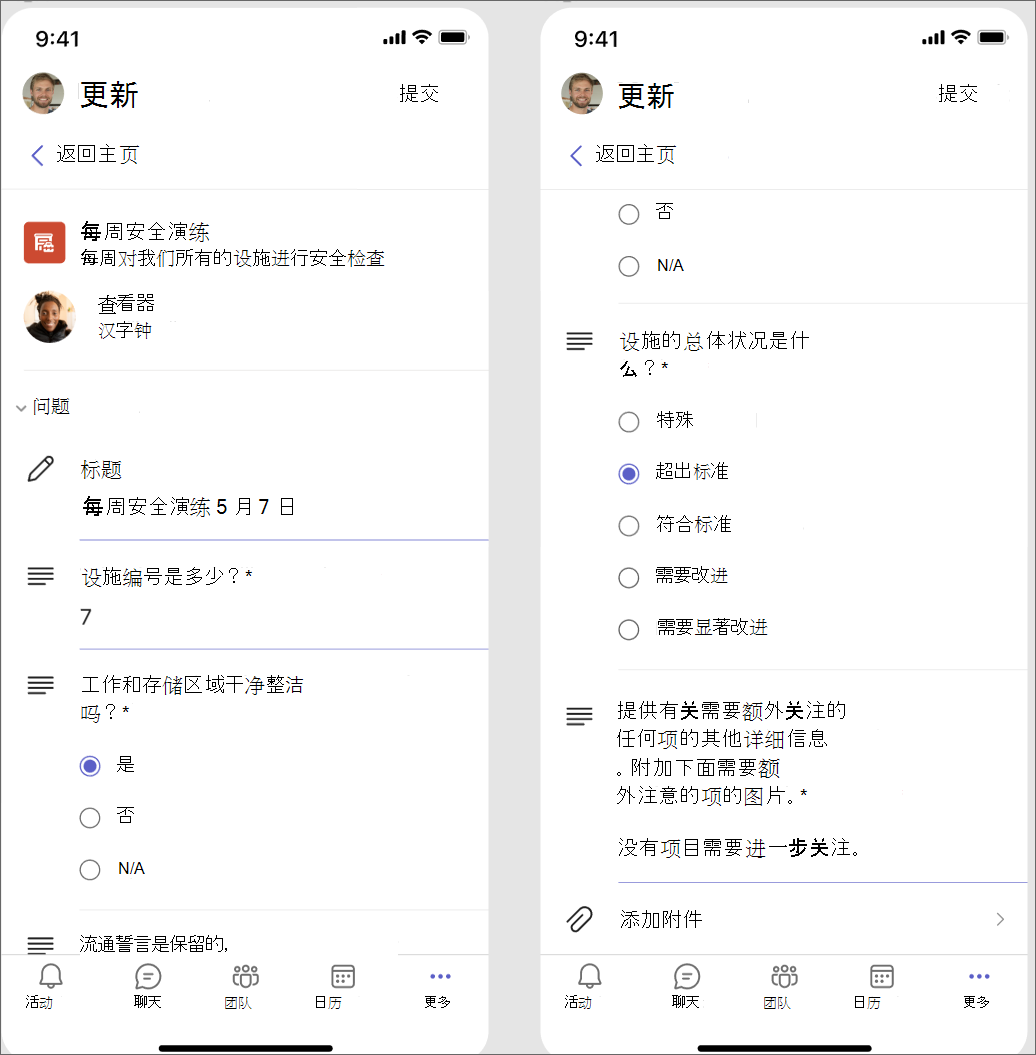 9:41
更新
提交
返回主页
每周安全演练
每周对我们所有的设施进行安全检查
查看器
汉字钟
问题
标题
每周安全演练 5 月 7 日
设施编号是多少？*
7
工作和存储区域干净整洁
吗？*
是
否
N/A
流通誓言是保留的,
活动
聊天
团队
日历
更多
9:41
更新
提交
返回主页
否
N/A
设施的总体状况是什
么？*
特殊
超出标准
符合标准
需要改进
需要显著改进
提供有关需要额外关注的
任何项的其他详细信息
。附加下面需要额
外注意的项的图片。*
没有项目需要进一步关注。
添加附件
活动
聊天
团队
日历
更多